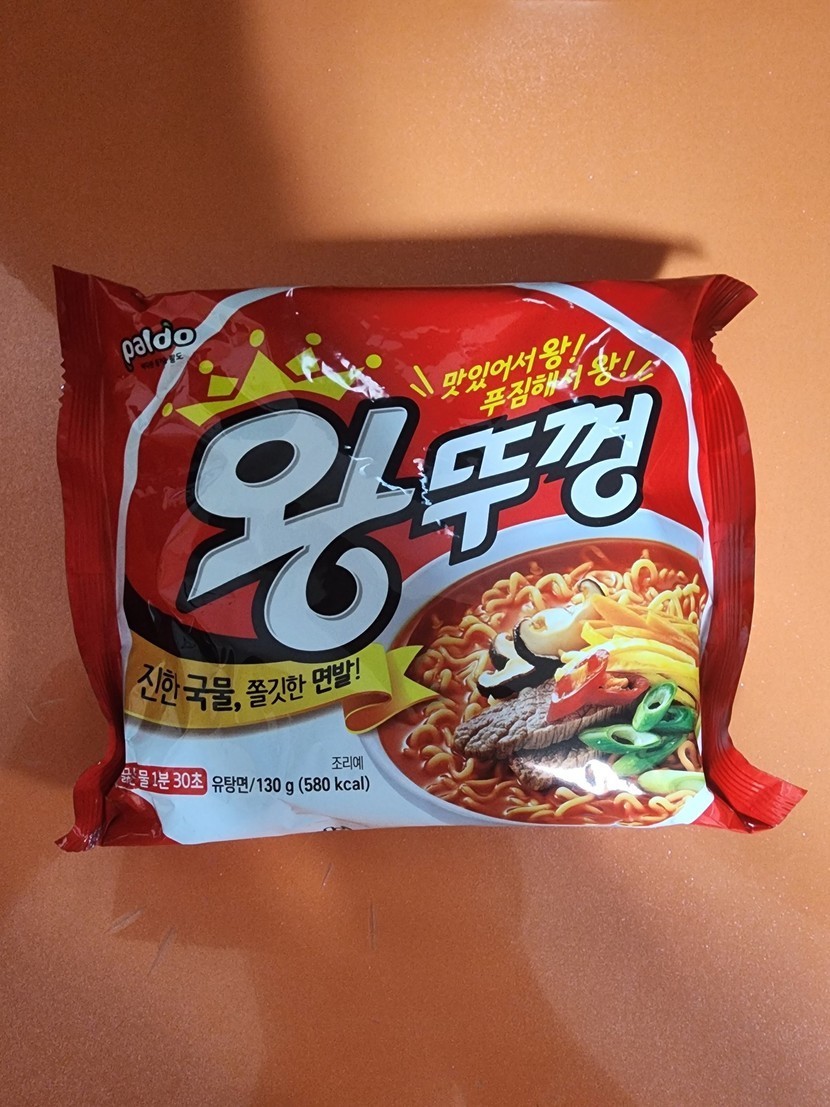 paldo
맛있어서 왕!
푸짐해서 왕!
왕뚜껑
진한 국물, 쫄깃한 면발!
조리예
물 1분 30초
유탕면/130 g (580 kcal)